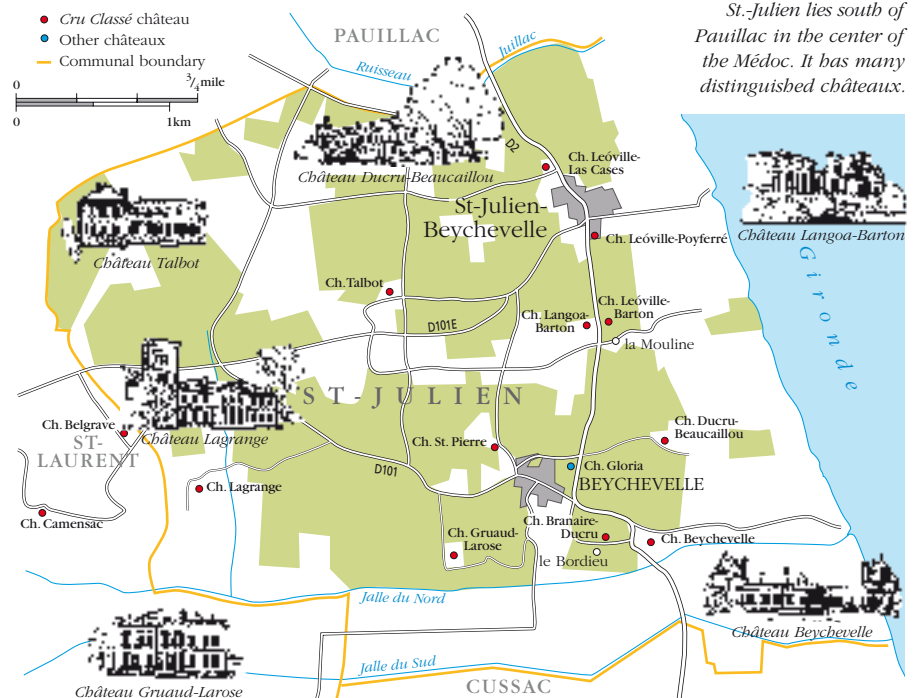 Cru Classé château
Other châteaux
Communal boundary
0
3/4 mile
0
1km
St.-Julien lies south of
Pauillac in the center of
the Médoc. It has many
distinguished châteaux.
PAUILLAC
Ruisseau
Juillac
D2
Château Ducru-Beaucaillou
Ch. Leóville-
Las Cases
St-Julien-
Beychevelle
Ch. Leóville-Poyferré
Château Langoa-Barton
Château Talbot
Gironde
Ch. Talbot
D101E
Ch. Langoa-
Barton
Ch. Leóville-
Barton
la Mouline
ST-JULIEN
Ch. Belgrave
Château Lagrange
ST-
LAURENT
Ch. Ducru-
Beaucaillou
Ch. St. Pierre
D101
Ch. Gloria
BEYCHEVELLE
Ch. Lagrange
Ch. Camensac
Ch. Gruaud-
Larose
Ch. Branaire-
Ducru
Ch. Beychevelle
le Bordieu
Jalle du Nord
Château Beychevelle
Jalle du Sud
CUSSAC
Château Gruaud-Larose